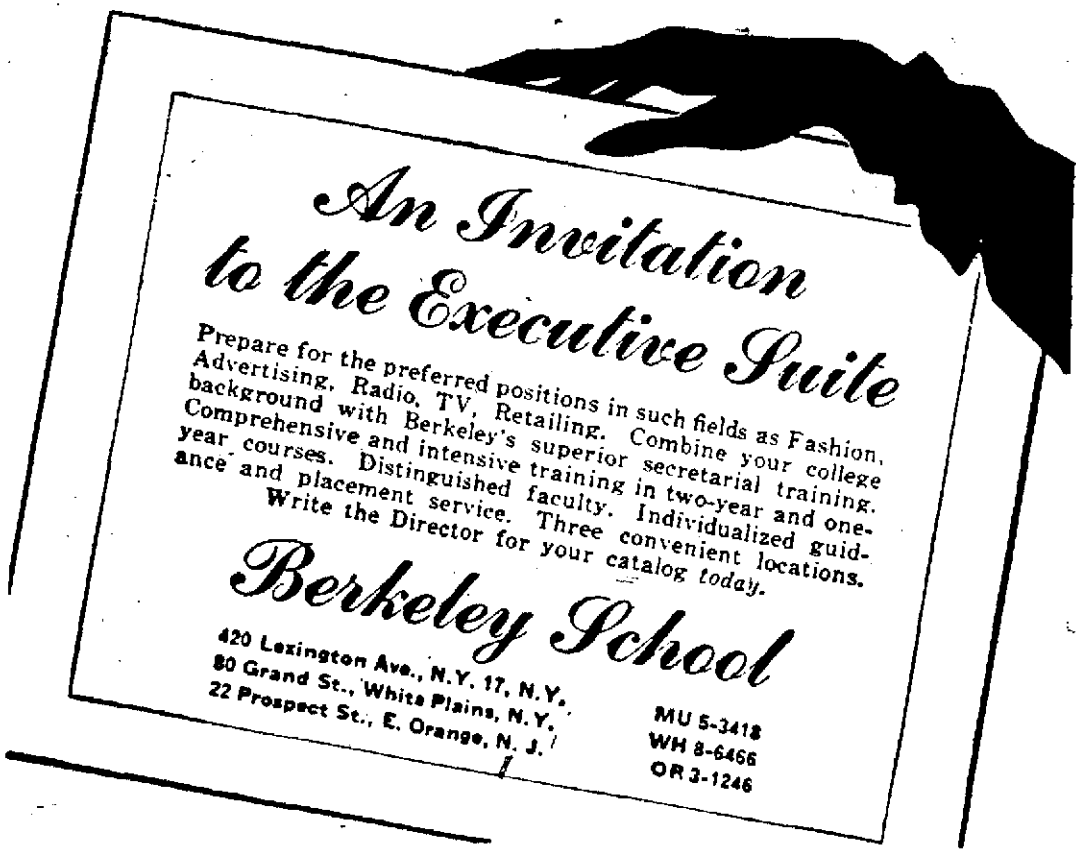 An Invitation
to the Executive Suite
Prepare for the preferred positions in such fields as Fashion,
Advertising, Radio, TV, Retailing. Combine your college
background with Berkeley's superior secretarial training.
Comprehensive and intensive training in two-year and one-
year courses. Distinguished faculty. Individualized guid-
ance and placement service. Three convenient locations.
Write the Director for your catalog today.
Berkeley School
420 Lexington Ave., N.Y. 17, N.Y. MU 5-3418
80 Grand St., White Plains, N.Y. WH 8-6466
22 Prospect St., E. Orange, N. J. OR 3-1246